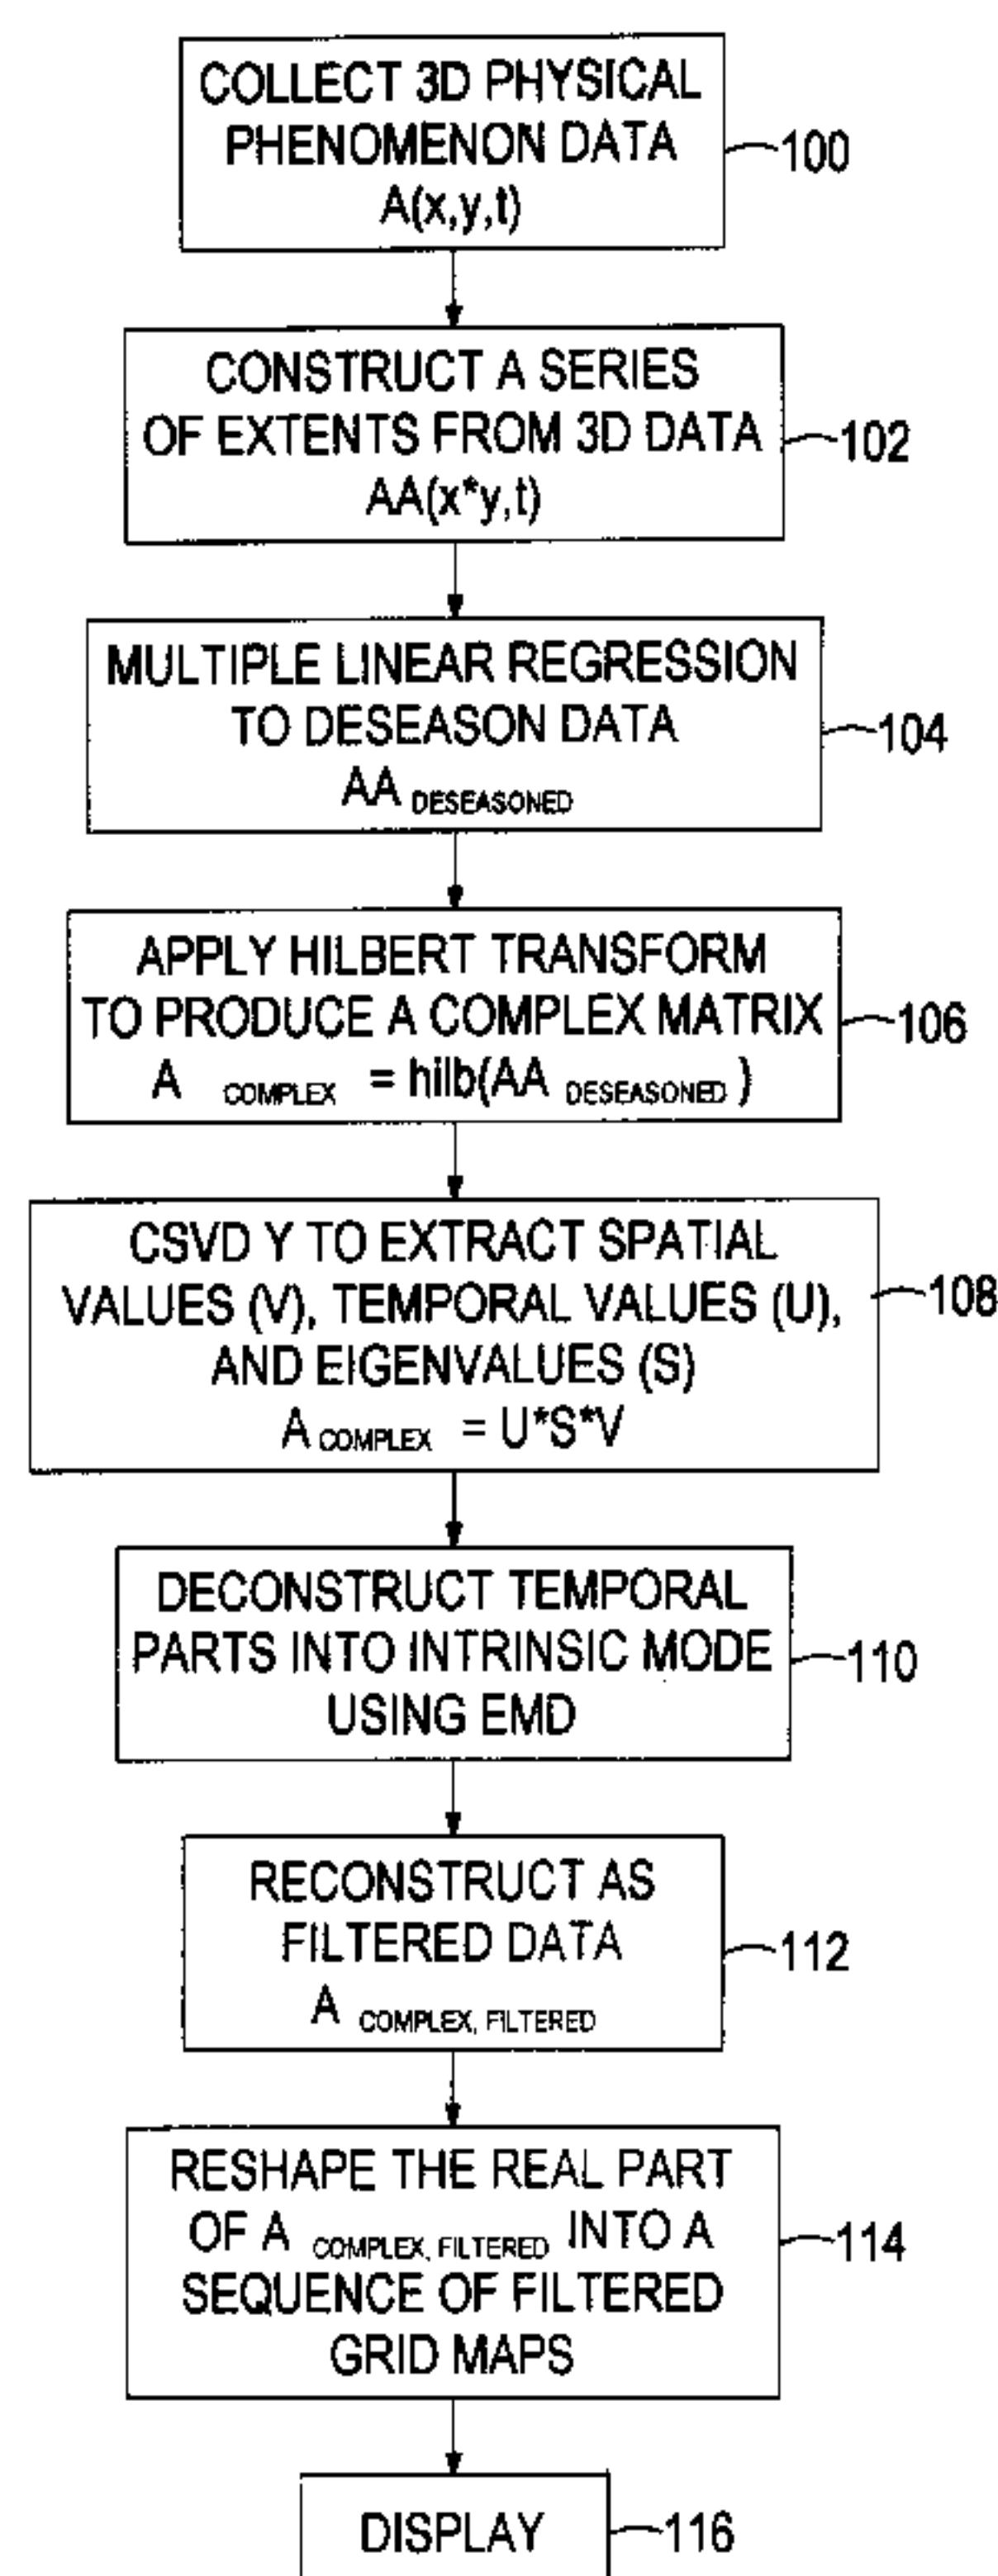 COLLECT 3D PHYSICAL
PHENOMENON DATA
A(x,y,t)
100
CONSTRUCT A SERIES
OF EXTENTS FROM 3D DATA
AA(x*y,t)
102
MULTIPLE LINEAR REGRESSION
TO DESEASON DATA
AA DESEASONED
104
APPLY HILBERT TRANSFORM
TO PRODUCE A COMPLEX MATRIX
A COMPLEX = hilb(AA DESEASONED)
106
CSVD Y TO EXTRACT SPATIAL
VALUES (V), TEMPORAL VALUES (U),
AND EIGENVALUES (S)
A COMPLEX = U*S*V
108
DECONSTRUCT TEMPORAL
PARTS INTO INTRINSIC MODE
USING EMD
110
RECONSTRUCT AS
FILTERED DATA
A COMPLEX, FILTERED
112
RESHAPE THE REAL PART
OF A COMPLEX, FILTERED INTO A
SEQUENCE OF FILTERED
GRID MAPS
114
DISPLAY
116